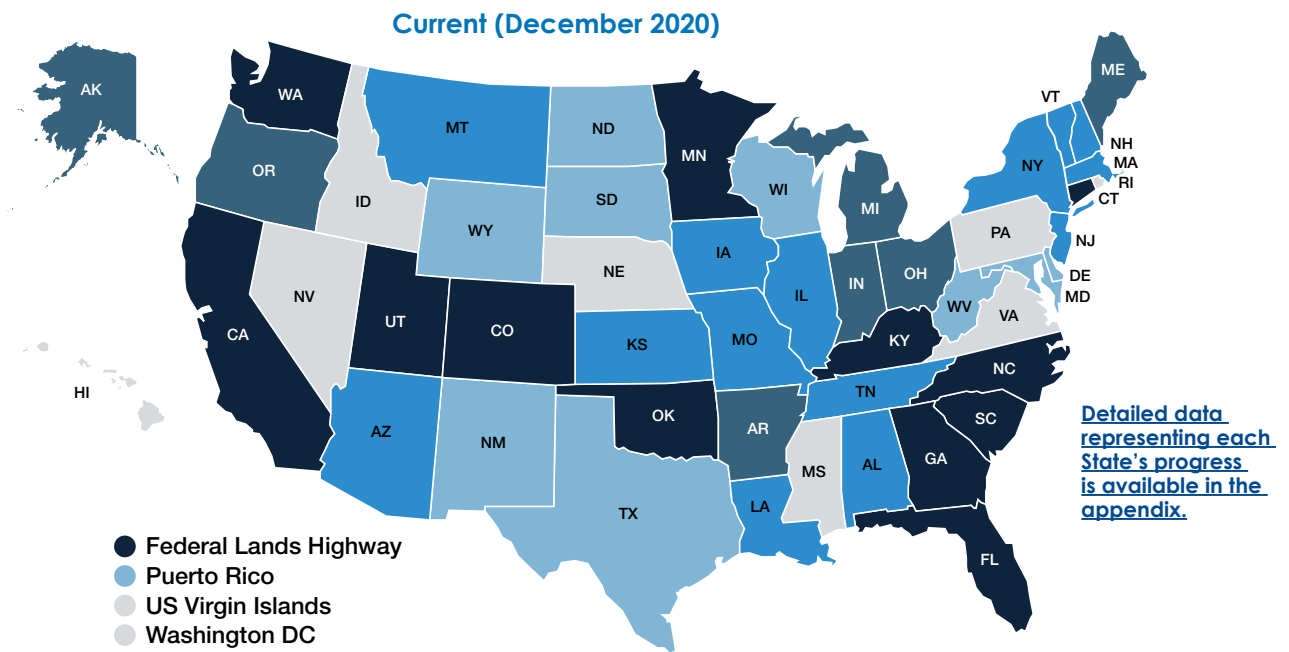 Current (December 2020)
AK
WA
OR
ID
MT
ND
SD
WY
NE
NV
CA
UT
CO
KS
AZ
NM
OK
TX
MN
IA
MO
AR
LA
WI
IL
MI
IN
OH
KY
TN
MS
AL
GA
FL
SC
NC
VA
WV
PA
NY
VT
ME
NH
MA
RI
CT
NJ
DE
MD
HI
Detailed data
representing each
State's progress
is available in the
appendix.
Federal Lands Highway
Puerto Rico
US Virgin Islands
Washington DC